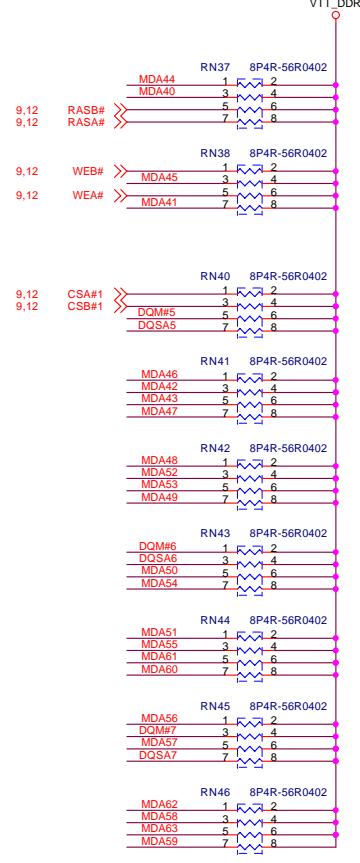 VTT_DDR
RN37 8P4R-56R0402
MDA44 1 2
MDA40 3 4
9,12 RASB# 5 6
9,12 RASA# 7 8
RN38 8P4R-56R0402
9,12 WEB# 1 2
MDA45 3 4
9,12 WEA# 5 6
MDA41 7 8
RN40 8P4R-56R0402
9,12 CSA#1 1 2
9,12 CSB#1 3 4
DQM#5 5 6
DQSA5 7 8
RN41 8P4R-56R0402
MDA46 1 2
MDA42 3 4
MDA43 5 6
MDA47 7 8
RN42 8P4R-56R0402
MDA48 1 2
MDA52 3 4
MDA53 5 6
MDA49 7 8
RN43 8P4R-56R0402
DQM#6 1 2
DQSA6 3 4
MDA50 5 6
MDA54 7 8
RN44 8P4R-56R0402
MDA51 1 2
MDA55 3 4
MDA61 5 6
MDA60 7 8
RN45 8P4R-56R0402
MDA56 1 2
DQM#7 3 4
MDA57 5 6
DQSA7 7 8
RN46 8P4R-56R0402
MDA62 1 2
MDA58 3 4
MDA63 5 6
MDA59 7 8